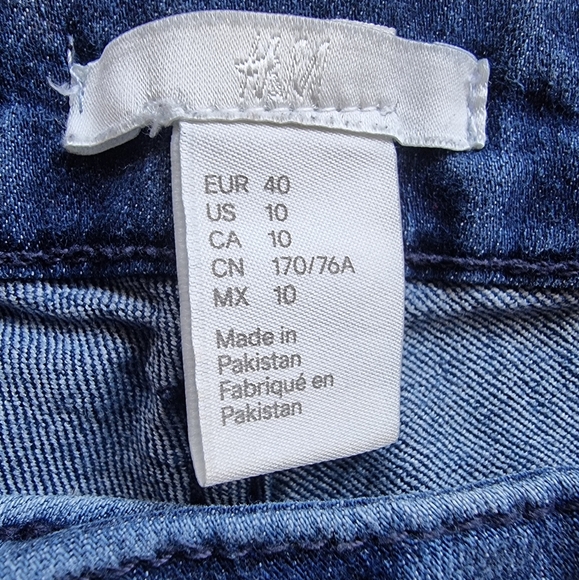 H&M
EUR 40
US 10
CA 10
CN 170/76A
MX 10
Made in
Pakistan
Fabriqué en
Pakistan